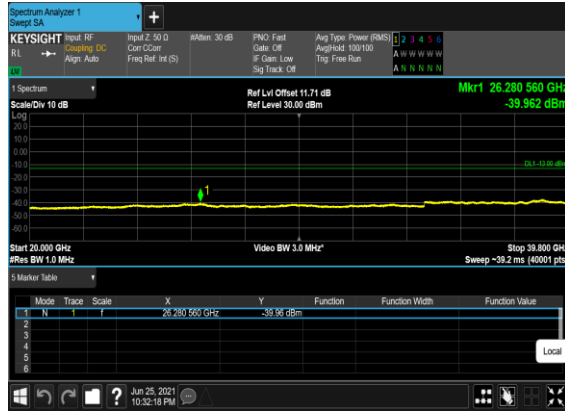 Spectrum Analyzer 1
Swept SA
+
KEYSIGHT Input: RF Input Z: 50 Ω #Atten: 30 dB PNO: Fast Avg Type: Power (RMS) 1 2 3 4 5 6
RL Coupling: DC Corr CCorr Gate: Off Avg|Hold: 100/100 A W W W W W
Align: Auto Freq Ref: Int (S) IF Gain: Low Trig: Free Run
Sig Track: Off A N N N N N
1 Spectrum Ref Lvl Offset 11.71 dB Mkr1 26.280 560 GHz
Scale/Div 10 dB Ref Level 30.00 dBm -39.962 dBm
Log
20.0
10.0
0.00
-10.0 DL1 -13.00 dBm
-20.0
-30.0 1
-40.0
-50.0
-60.0
Start 20.000 GHz Video BW 3.0 MHz* Stop 39.800 GHz
#Res BW 1.0 MHz Sweep ~39.2 ms (40001 pts)
5 Marker Table
Mode Trace Scale X Y Function Function Width Function Value
1 N 1 f 26.280 560 GHz -39.96 dBm
2
3
4
5
6
Local
? Jun 25, 2021
10:32:18 PM